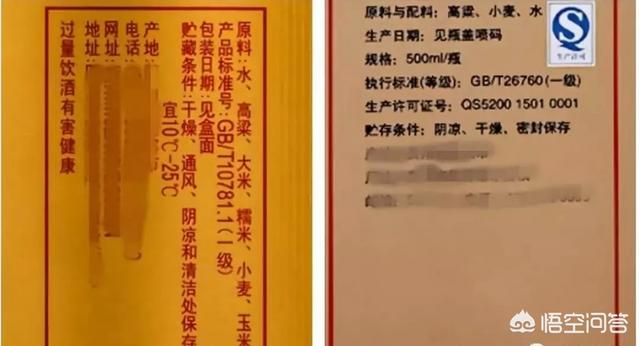 原料:水、高粱、大米、糯米、小麦、玉米
产品标准号:GB/T10781.1(Ⅰ级)
包装日期:见盒面
贮藏条件:干燥、通风、阴凉和清洁处保存
宜10℃-25℃
产地:
电话
网址:
地址:
过量饮酒有害健康
原料与配料:高粱、小麦、水
生产日期:见瓶盖喷码
规格:500ml/瓶
执行标准(等级):GB/T26760(一级)
生产许可证号:QS5200 1501 0001
贮存条件:阴凉、干燥、密封保存
生产许可
悟空问答